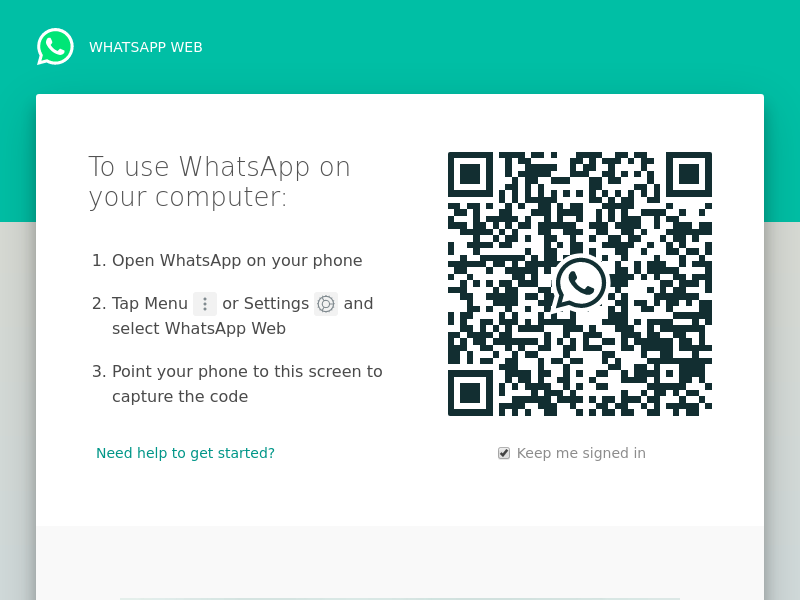 WHATSAPP WEB
To use WhatsApp on
your computer:
1. Open WhatsApp on your phone
2. Tap Menu or Settings and
select WhatsApp Web
3. Point your phone to this screen to
capture the code
Need help to get started?
Keep me signed in